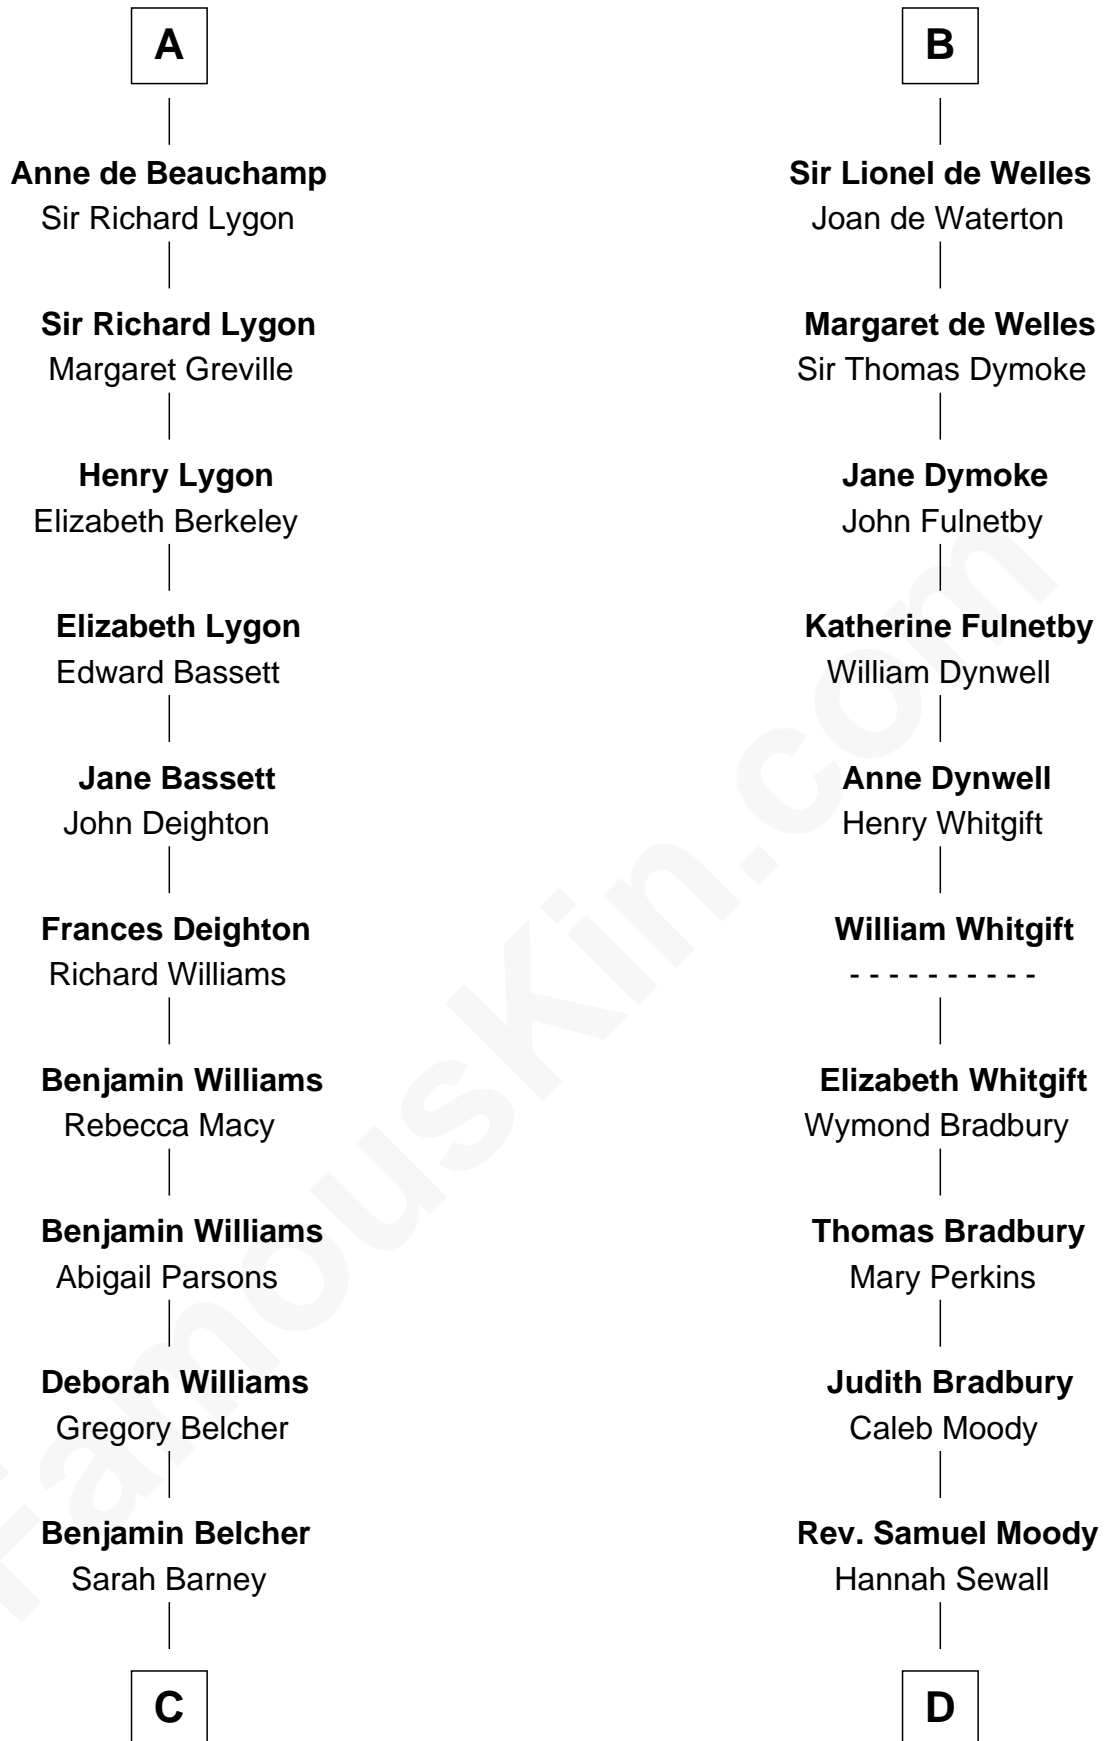 A
Anne de Beauchamp
Sir Richard Lygon
Sir Richard Lygon
Margaret Greville
Henry Lygon
Elizabeth Berkeley
Elizabeth Lygon
Edward Bassett
Jane Bassett
John Deighton
Frances Deighton
Richard Williams
Benjamin Williams
Rebecca Macy
Benjamin Williams
Abigail Parsons
Deborah Williams
Gregory Belcher
Benjamin Belcher
Sarah Barney
C
B
Sir Lionel de Welles
Joan de Waterton
Margaret de Welles
Sir Thomas Dymoke
Jane Dymoke
John Fulnetby
Katherine Fulnetby
William Dynwell
Anne Dynwell
Henry Whitgift
William Whitgift
- - - - - - - - - -
Elizabeth Whitgift
Wymond Bradbury
Thomas Bradbury
Mary Perkins
Judith Bradbury
Caleb Moody
Rev. Samuel Moody
Hannah Sewall
D
FamousKin.com